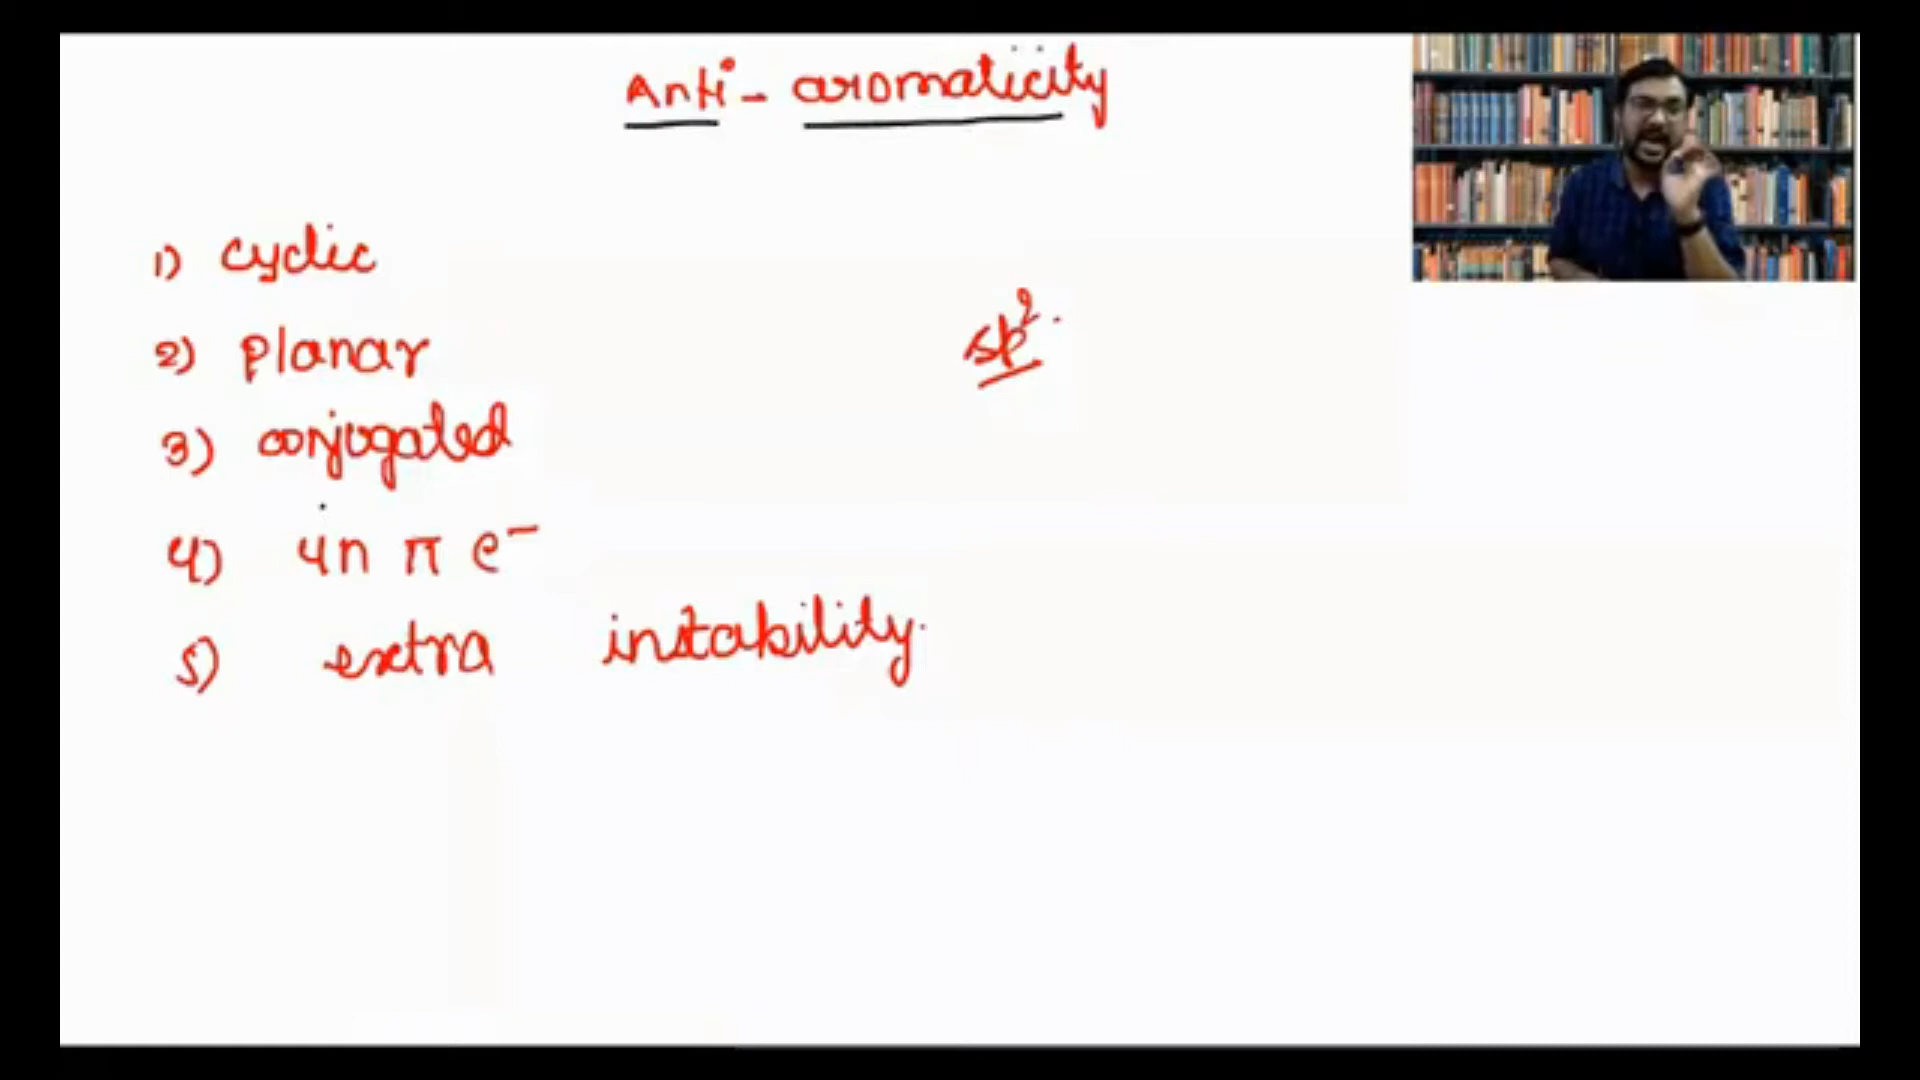 Anti-aromaticity
1) cyclic
2) planar
sp².
3) conjugated
4) 4n π e⁻
5) extra instability.